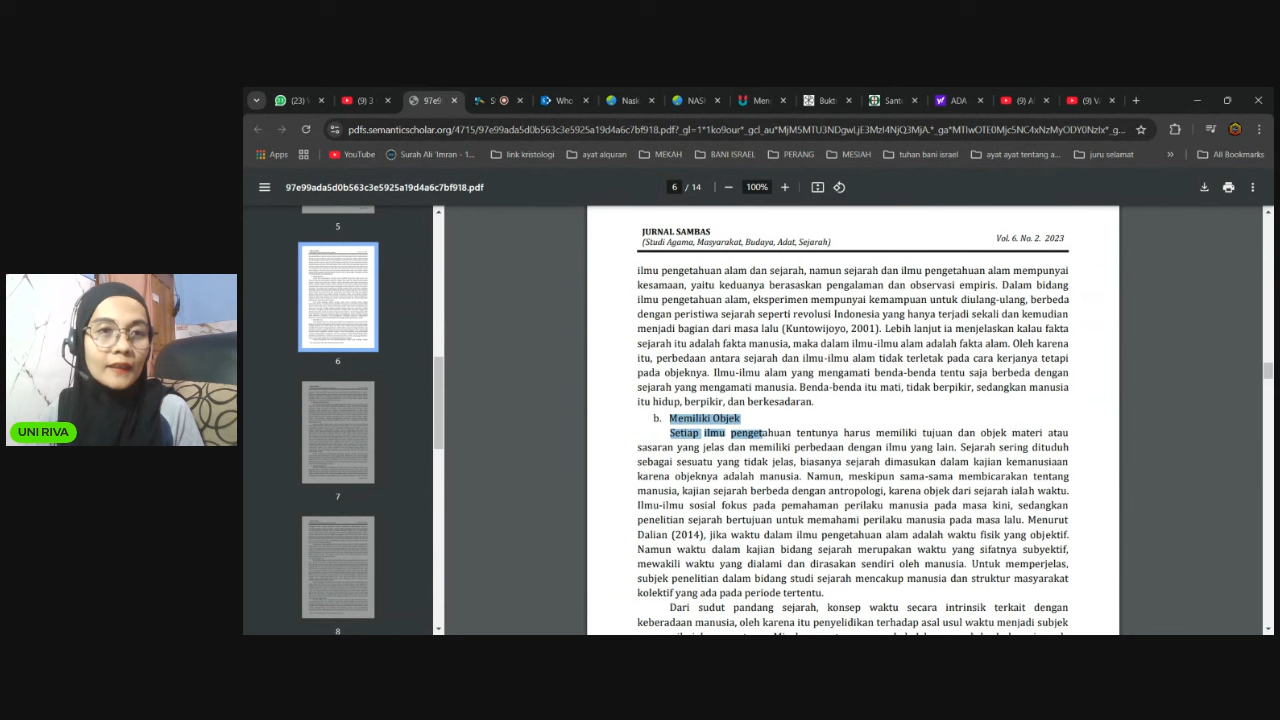 (23)
(1) 3
97e9
S
Who
Nask
NAS
Men
Bukti
Sant
ADA
(9) Al
(9) V
pdfs.semanticscholar.org/4715/97e99ada5d0b563c3e5925a19d4a6c7bf918.pdf
Apps
YouTube
Surah Ali 'Imran - 1...
link kristologi
ayat alquran
MEKAH
BANI ISRAEL
PERANG
MESIAH
tuhan bani israel
ayat ayat tentang a...
juru selamat
»
All Bookmarks
97e99ada5d0b563c3e5925a19d4a6c7bf918.pdf
6 / 14
100%
5
6
7
8
UNI RIVA
JURNAL SAMBAS
(Studi Agama, Masyarakat, Budaya, Adat, Sejarah)
Vol. 6. No. 2. 2023
ilmu pengetahuan alam dan sejarah, namun sejarah dan ilmu pengetahuan alam mempunyai
kesamaan, yaitu keduanya berdasarkan pengalaman dan observasi empiris. Dalam bidang
ilmu pengetahuan alam, eksperimen mempunyai kemampuan untuk diulang-ulang, berbeda
dengan peristiwa sejarah seperti revolusi Indonesia yang hanya terjadi sekali dan kemudian
menjadi bagian dari masa lalu (Kuntowijoyo, 2001). Lebih lanjut ia menjelaskan kalau fakta
sejarah itu adalah fakta manusia, maka dalam ilmu-ilmu alam adalah fakta alam. Oleh karena
itu, perbedaan antara sejarah dan ilmu-ilmu alam tidak terletak pada cara kerjanya tetapi
pada objeknya. Ilmu-ilmu alam yang mengamati benda-benda tentu saja berbeda dengan
sejarah yang mengamati manusia. Benda-benda itu mati, tidak berpikir, sedangkan manusia
itu hidup, berpikir, dan berkesadaran.
b. Memiliki Objek
Setiap ilmu pengetahuan tentunya harus memiliki tujuan dan objek materi atau
sasaran yang jelas dan memiliki perbedaan dengan ilmu yang lain. Sejarah sering dituduh
sebagai sesuatu yang tidak jelas, biasanya sejarah dimasukan dalam kajian kemanusiaan
karena objeknya adalah manusia. Namun, meskipun sama-sama membicarakan tentang
manusia, kajian sejarah berbeda dengan antropologi, karena objek dari sejarah ialah waktu.
Ilmu-ilmu sosial fokus pada pemahaman perilaku manusia pada masa kini, sedangkan
penelitian sejarah bertujuan untuk memahami perilaku manusia pada masa lalu. Menurut
Dalian (2014), jika waktu dalam ilmu pengetahuan alam adalah waktu fisik yang objektif.
Namun waktu dalam kajian bidang sejarah merupakan waktu yang sifatnya subyektif,
mewakili waktu yang dialami dan dirasakan sendiri oleh manusia. Untuk memperjelas,
subjek penelitian dalam bidang studi sejarah mencakup manusia dan struktur masyarakat
kolektif yang ada pada periode tertentu.
Dari sudut pandang sejarah, konsep waktu secara intrinsik terkait dengan
keberadaan manusia, oleh karena itu penyelidikan terhadap asal usul waktu menjadi subjek